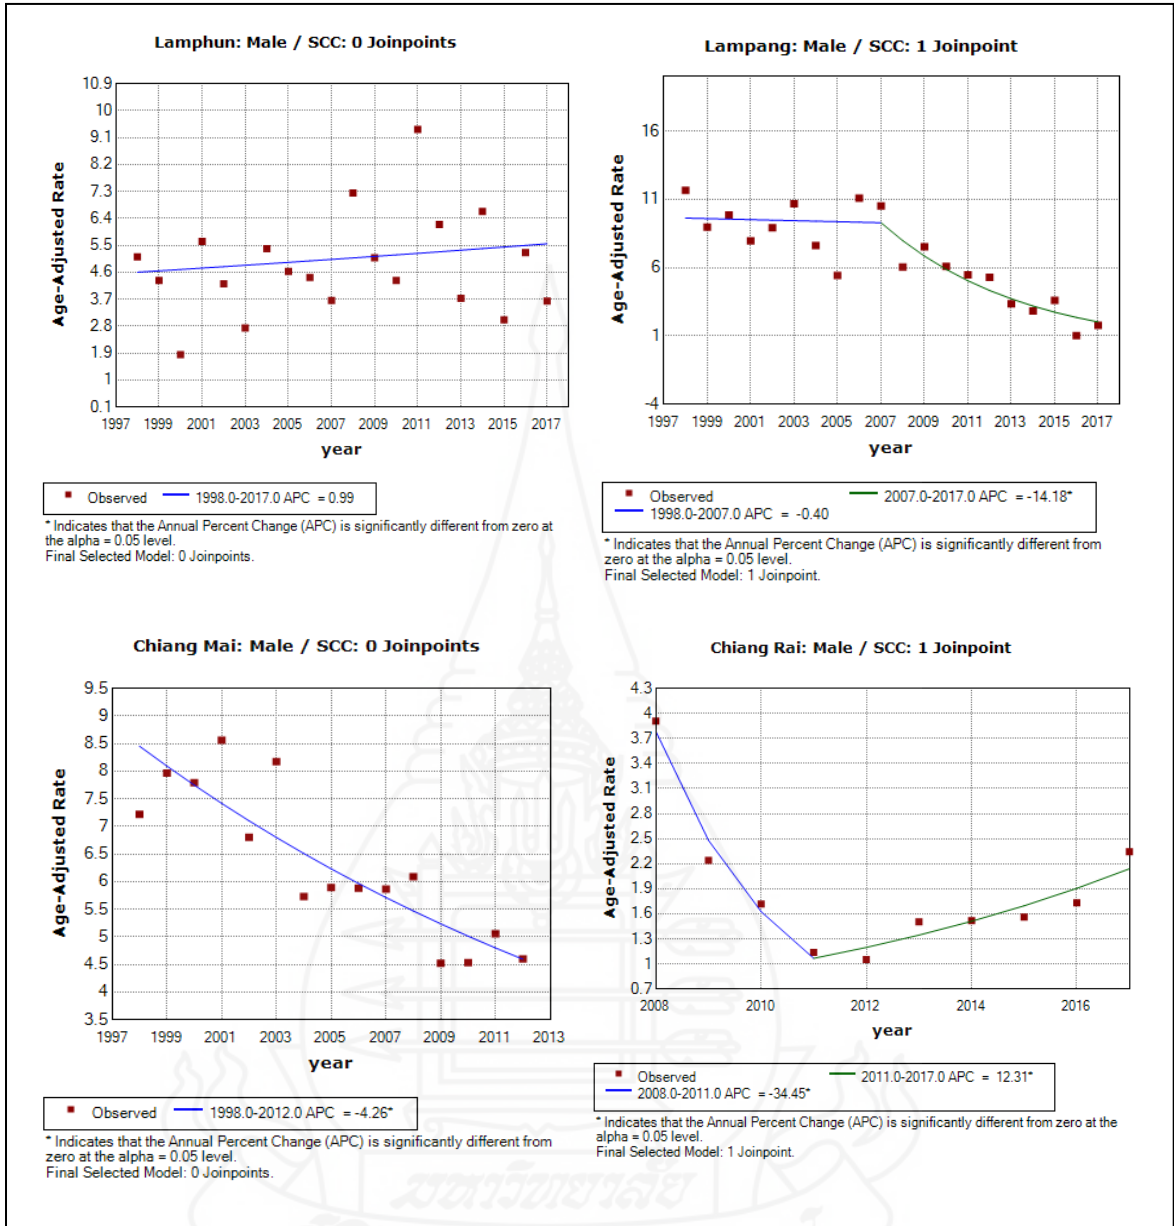 Lamphun: Male / SCC: 0 Joinpoints
10.9
10
9.1
8.2
7.3
6.4
5.5
4.6
3.7
2.8
1.9
1
0.1
Age-Adjusted Rate
1997 1999 2001 2003 2005 2007 2009 2011 2013 2015 2017
year
Observed 1998.0-2017.0 APC = 0.99
* Indicates that the Annual Percent Change (APC) is significantly different from zero at
the alpha = 0.05 level.
Final Selected Model: 0 Joinpoints.
Lampang: Male / SCC: 1 Joinpoint
16
11
6
1
-4
Age-Adjusted Rate
1997 1999 2001 2003 2005 2007 2009 2011 2013 2015 2017
year
Observed 2007.0-2017.0 APC = -14.18*
1998.0-2007.0 APC = -0.40
* Indicates that the Annual Percent Change (APC) is significantly different from
zero at the alpha = 0.05 level.
Final Selected Model: 1 Joinpoint.
Chiang Mai: Male / SCC: 0 Joinpoints
9.5
9
8.5
8
7.5
7
6.5
6
5.5
5
4.5
4
3.5
Age-Adjusted Rate
1997 1999 2001 2003 2005 2007 2009 2011 2013
year
Observed 1998.0-2012.0 APC = -4.26*
* Indicates that the Annual Percent Change (APC) is significantly different from
zero at the alpha = 0.05 level.
Final Selected Model: 0 Joinpoints.
Chiang Rai: Male / SCC: 1 Joinpoint
4.3
4
3.7
3.4
3.1
2.8
2.5
2.2
1.9
1.6
1.3
1
0.7
Age-Adjusted Rate
2008 2010 2012 2014 2016
year
Observed 2011.0-2017.0 APC = 12.31*
2008.0-2011.0 APC = -34.45*
* Indicates that the Annual Percent Change (APC) is significantly different from zero at the
alpha = 0.05 level.
Final Selected Model: 1 Joinpoint.
มหาวิทยาลัย